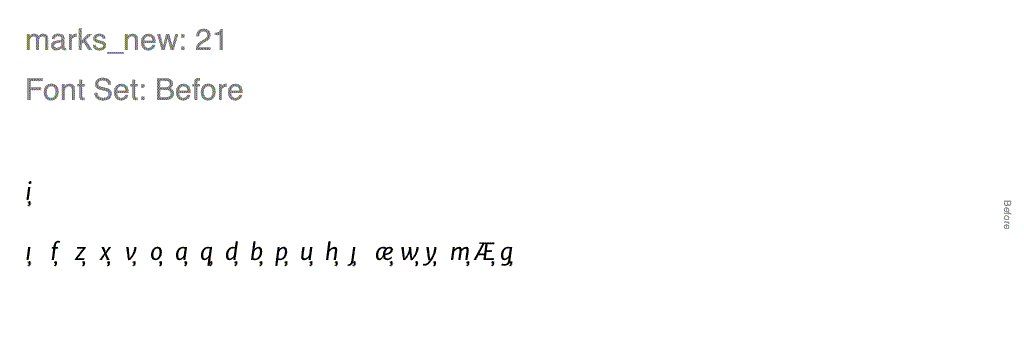 marks_new: 21
Font Set: Before
i̦
ı̦ f̦ z̦ x̦ v̦ o̦ a̦ q̦ d̦ b̦ p̦ u̦ h̦ ȷ̦ æ̦ w̦ y̦ m̦ Æ̦ g̦
Before